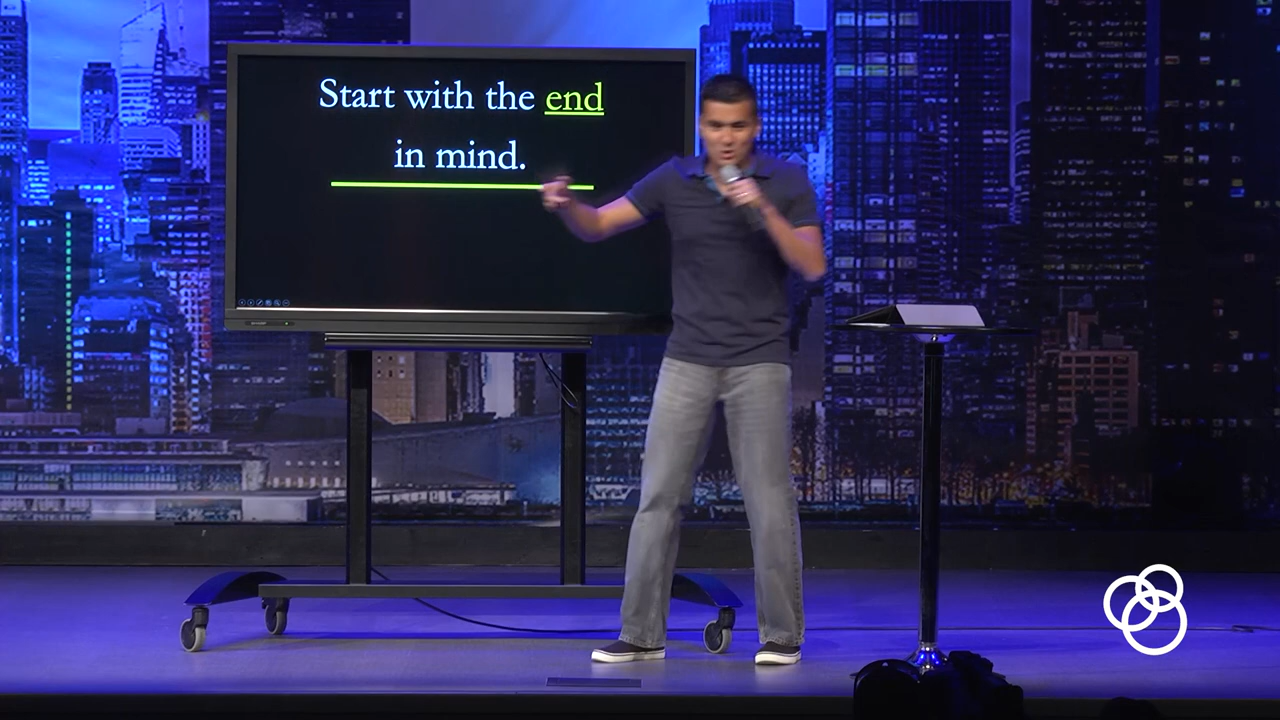 Start with the end
in mind.